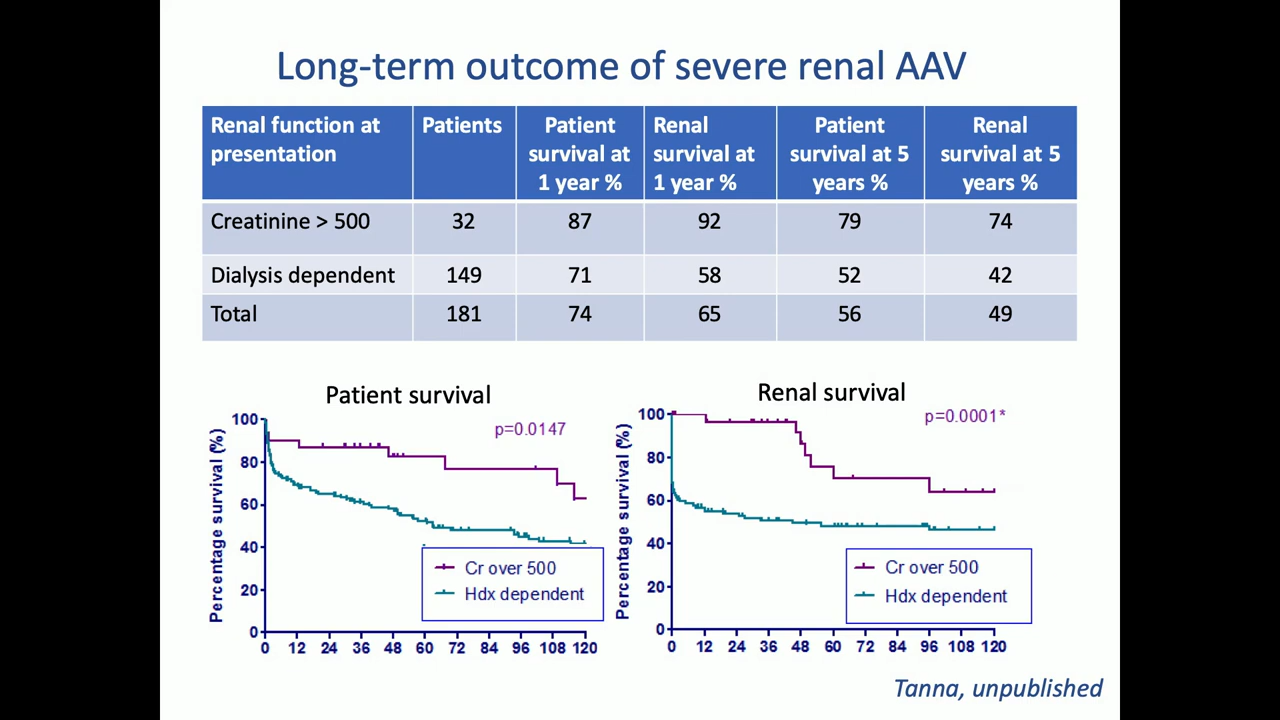 Long-term outcome of severe renal AAV
Renal function at presentation
Patients
Patient survival at 1 year %
Renal survival at 1 year %
Patient survival at 5 years %
Renal survival at 5 years %
Creatinine > 500 32 87 92 79 74
Dialysis dependent 149 71 58 52 42
Total 181 74 65 56 49
Patient survival
p=0.0147
Percentage survival (%)
100
80
60
40
20
0
0 12 24 36 48 60 72 84 96 108 120
Cr over 500
Hdx dependent
Renal survival
p=0.0001*
Percentage survival (%)
100
80
60
40
20
0
0 12 24 36 48 60 72 84 96 108 120
Cr over 500
Hdx dependent
Tanna, unpublished